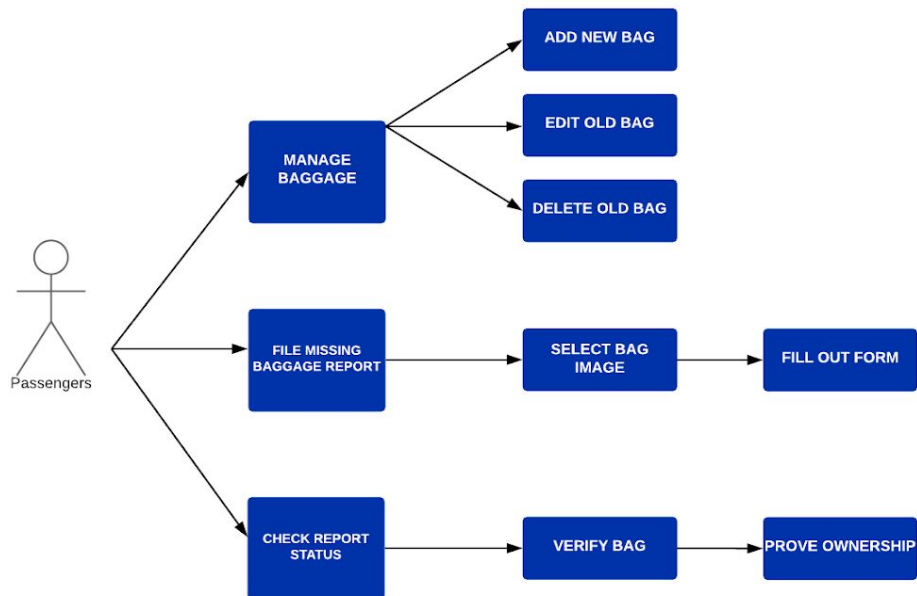 ADD NEW BAG
EDIT OLD BAG
MANAGE
BAGGAGE
DELETE OLD BAG
Passengers
FILE MISSING
BAGGAGE REPORT
SELECT BAG
IMAGE
FILL OUT FORM
CHECK REPORT
STATUS
VERIFY BAG
PROVE OWNERSHIP